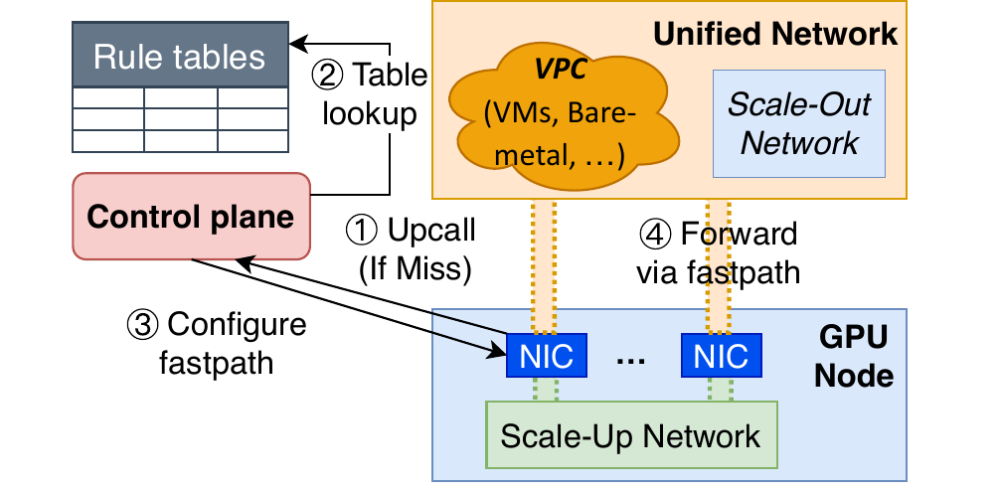 Rule tables
② Table
lookup
Control plane
① Upcall
(If Miss)
③ Configure
fastpath
Unified Network
VPC
(VMs, Bare-
metal, …)
Scale-Out
Network
④ Forward
via fastpath
GPU
Node
NIC
...
NIC
Scale-Up Network